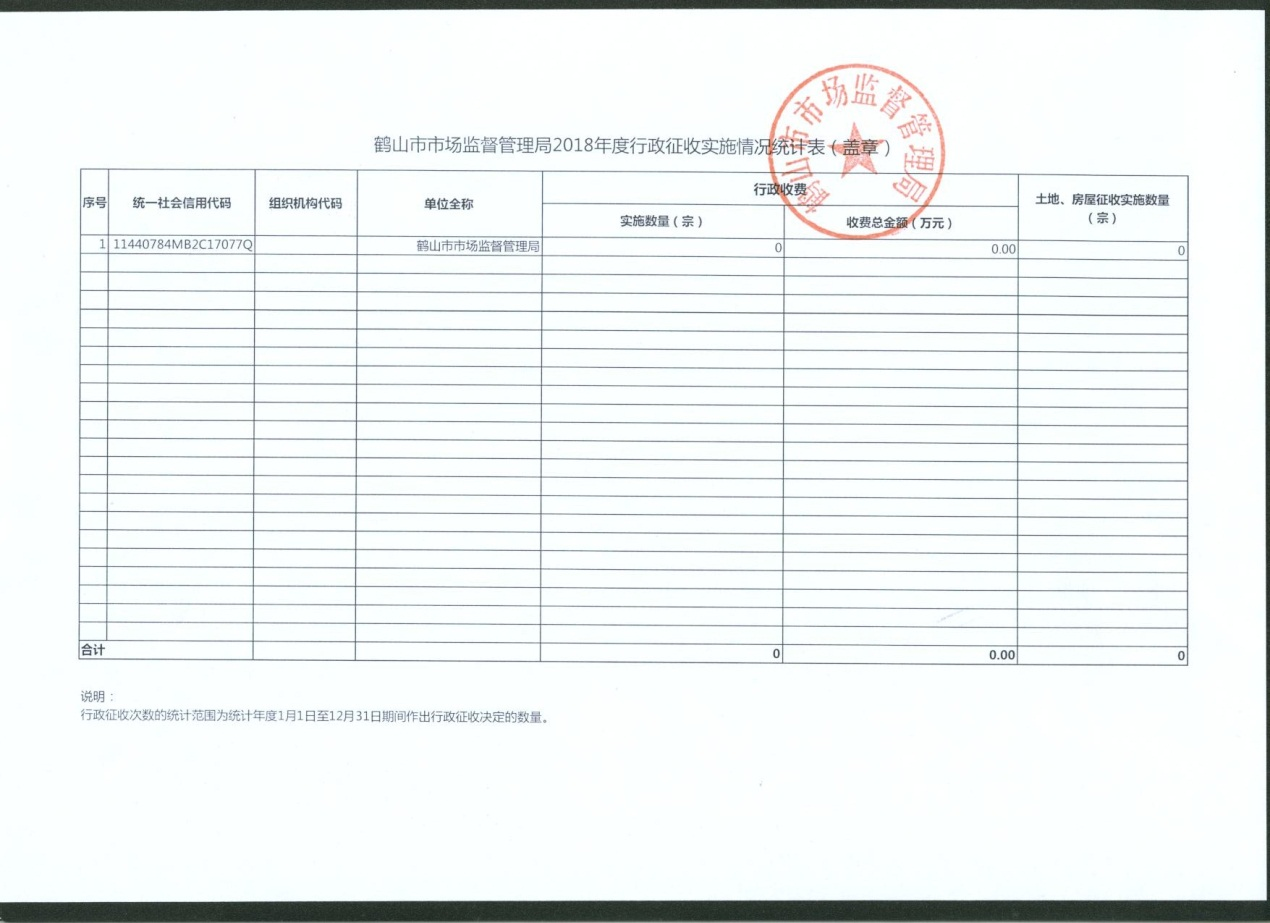 鹤山市市场监督管理局
鹤山市市场监督管理局2018年度行政征收实施情况统计表（盖章）
序号 统一社会信用代码 组织机构代码 单位全称 行政收费 土地、房屋征收实施数量（宗）
实施数量（宗） 收费总金额（万元）
1 11440784MB2C17077Q 鹤山市市场监督管理局 0 0.00 0
合计 0 0.00 0
说明：
行政征收次数的统计范围为统计年度1月1日至12月31日期间作出行政征收决定的数量。